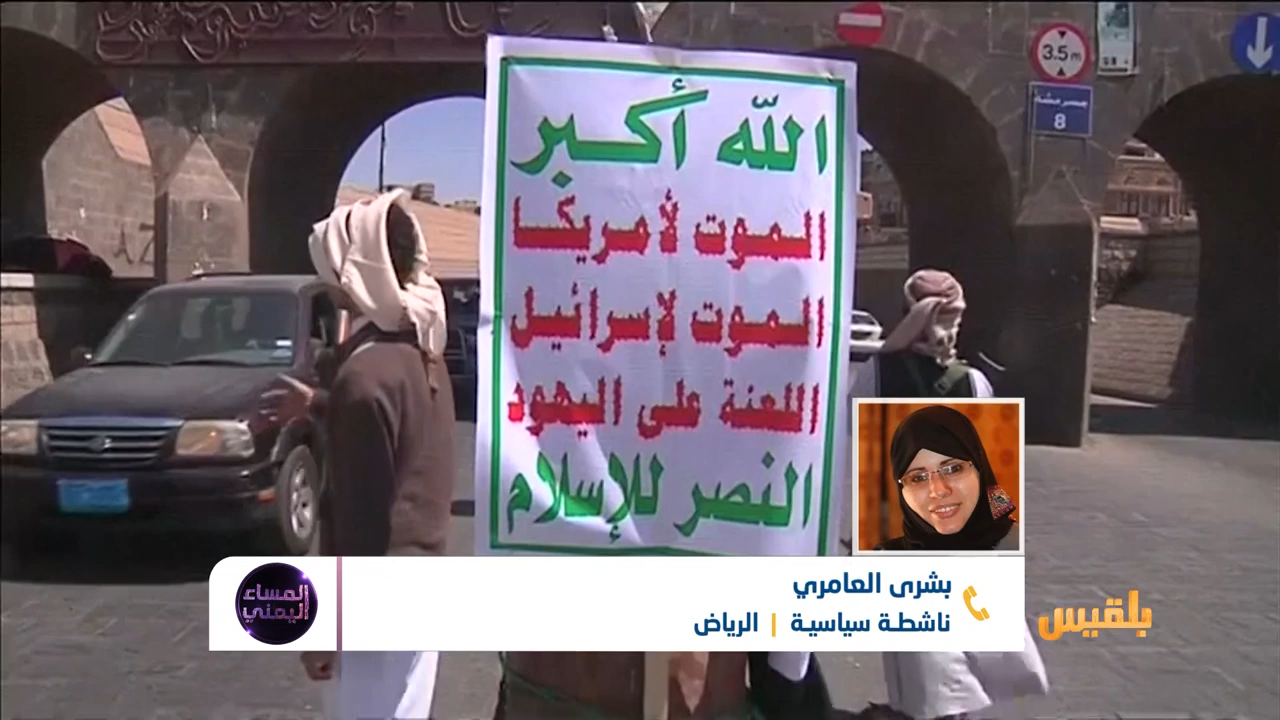 3.5m
8
الله أكبر
الموت لأمريكا
الموت لإسرائيل
اللعنة على اليهود
النصر للإسلام
بشرى العامري
ناشطة سياسية | الرياض
المساء اليمني
بلقيس